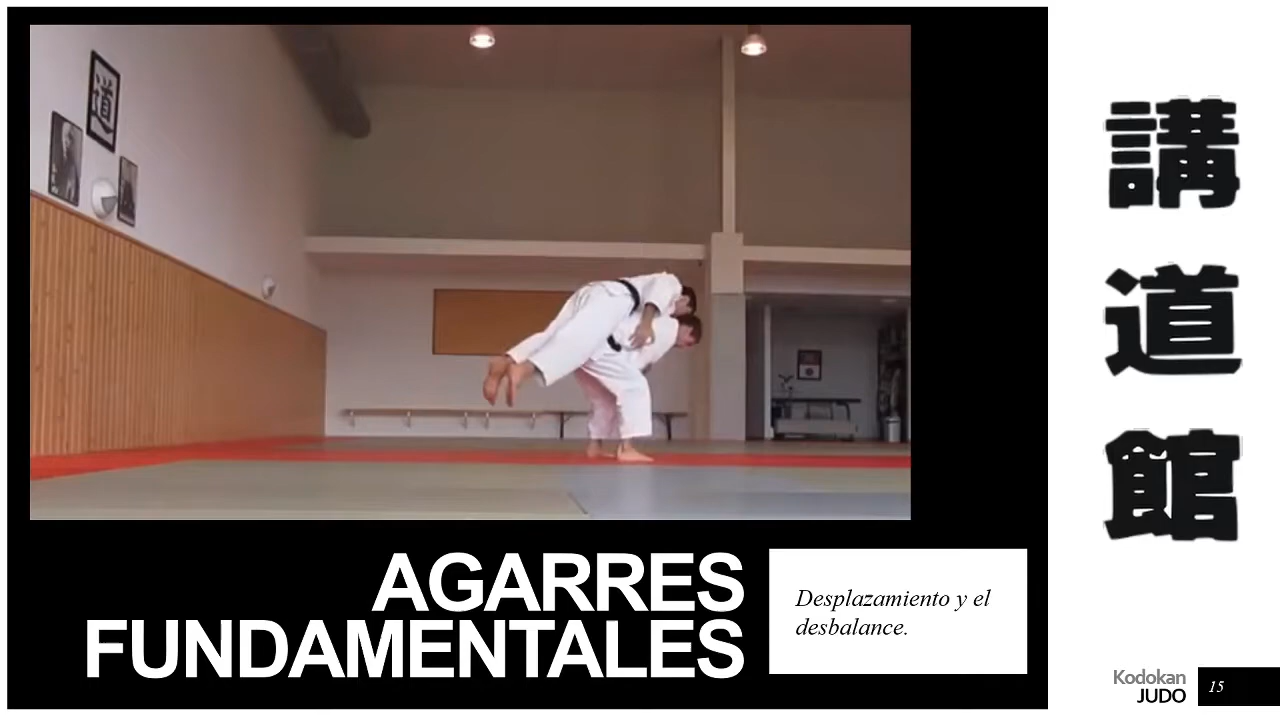 道
AGARRES
FUNDAMENTALES
Desplazamiento y el
desbalance.
講
道
館
Kodokan
JUDO
15